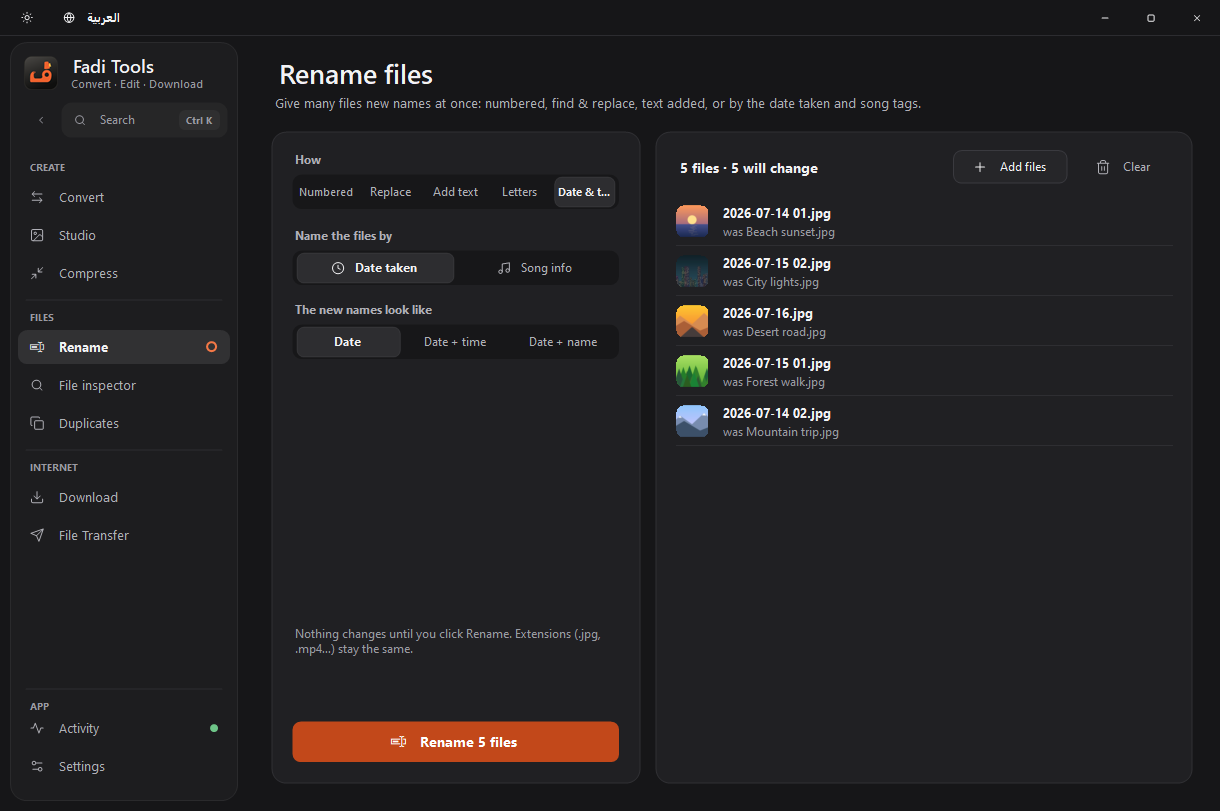 العربية
Fadi Tools
Convert · Edit · Download
Search
Ctrl K
CREATE
Convert
Studio
Compress
FILES
Rename
File inspector
Duplicates
INTERNET
Download
File Transfer
APP
Activity
Settings
Rename files
Give many files new names at once: numbered, find & replace, text added, or by the date taken and song tags.
How
Numbered
Replace
Add text
Letters
Date & t...
Name the files by
Date taken
Song info
The new names look like
Date
Date + time
Date + name
Nothing changes until you click Rename. Extensions (.jpg,
.mp4...) stay the same.
Rename 5 files
5 files · 5 will change
Add files
Clear
2026-07-14 01.jpg
was Beach sunset.jpg
2026-07-15 02.jpg
was City lights.jpg
2026-07-16.jpg
was Desert road.jpg
2026-07-15 01.jpg
was Forest walk.jpg
2026-07-14 02.jpg
was Mountain trip.jpg